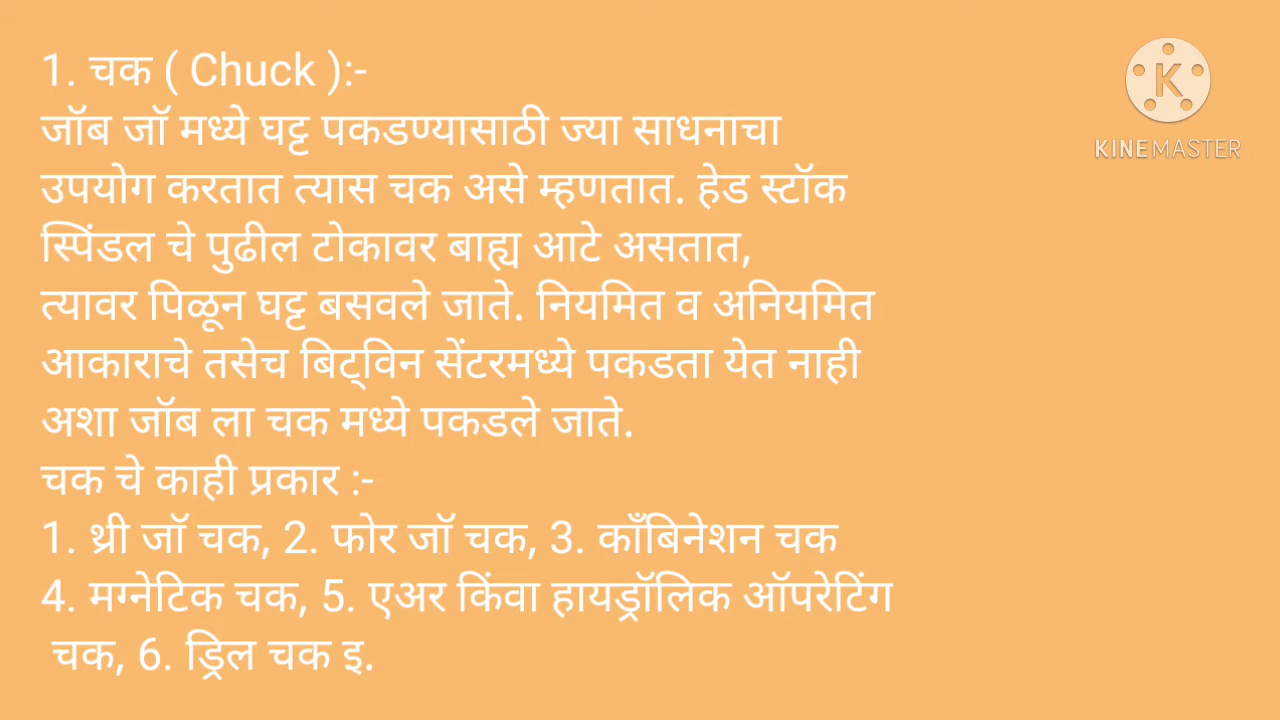 1. चक ( Chuck ):-
जॉब जॉ मध्ये घट्ट पकडण्यासाठी ज्या साधनाचा
उपयोग करतात त्यास चक असे म्हणतात. हेड स्टॉक
स्पिंडल चे पुढील टोकावर बाह्य आटे असतात,
त्यावर पिळून घट्ट बसवले जाते. नियमित व अनियमित
आकाराचे तसेच बिट्विन सेंटरमध्ये पकडता येत नाही
अशा जॉब ला चक मध्ये पकडले जाते.
चक चे काही प्रकार :-
1. थ्री जॉ चक, 2. फोर जॉ चक, 3. काँबिनेशन चक
4. मग्नेटिक चक, 5. एअर किंवा हायड्रॉलिक ऑपरेटिंग
चक, 6. ड्रिल चक इ.
K
KINEMASTER